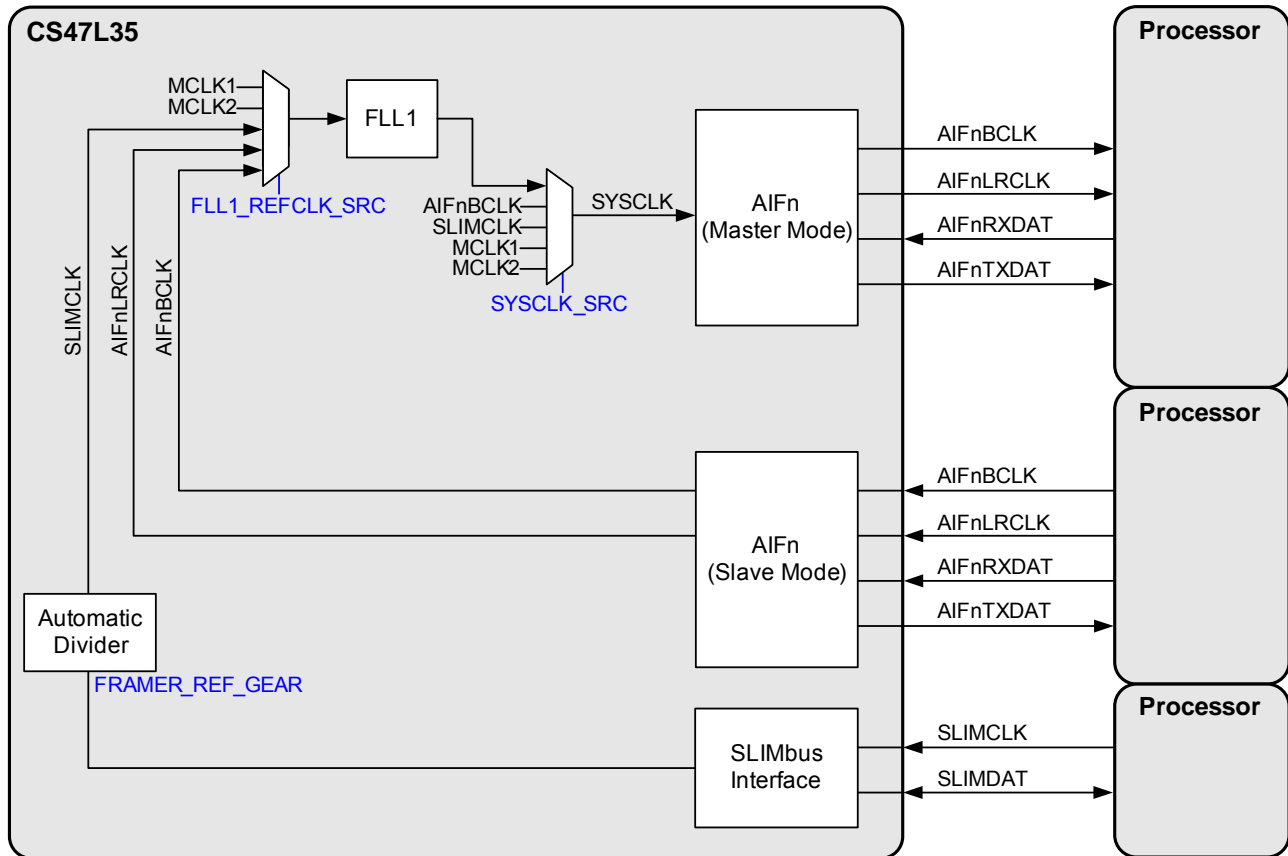 CS47L35
Processor
MCLK1
MCLK2
FLL1
FLL1_REFCLK_SRC
AIFnBCLK
SLIMCLK
MCLK1
MCLK2
SYSCLK_SRC
SYSCLK
AIFn
(Master Mode)
AIFnBCLK
AIFnLRCLK
AIFnRXDAT
AIFnTXDAT
SLIMCLK
AIFnLRCLK
AIFnBCLK
Processor
AIFn
(Slave Mode)
AIFnBCLK
AIFnLRCLK
AIFnRXDAT
AIFnTXDAT
Automatic
Divider
FRAMER_REF_GEAR
Processor
SLIMbus
Interface
SLIMCLK
SLIMDAT